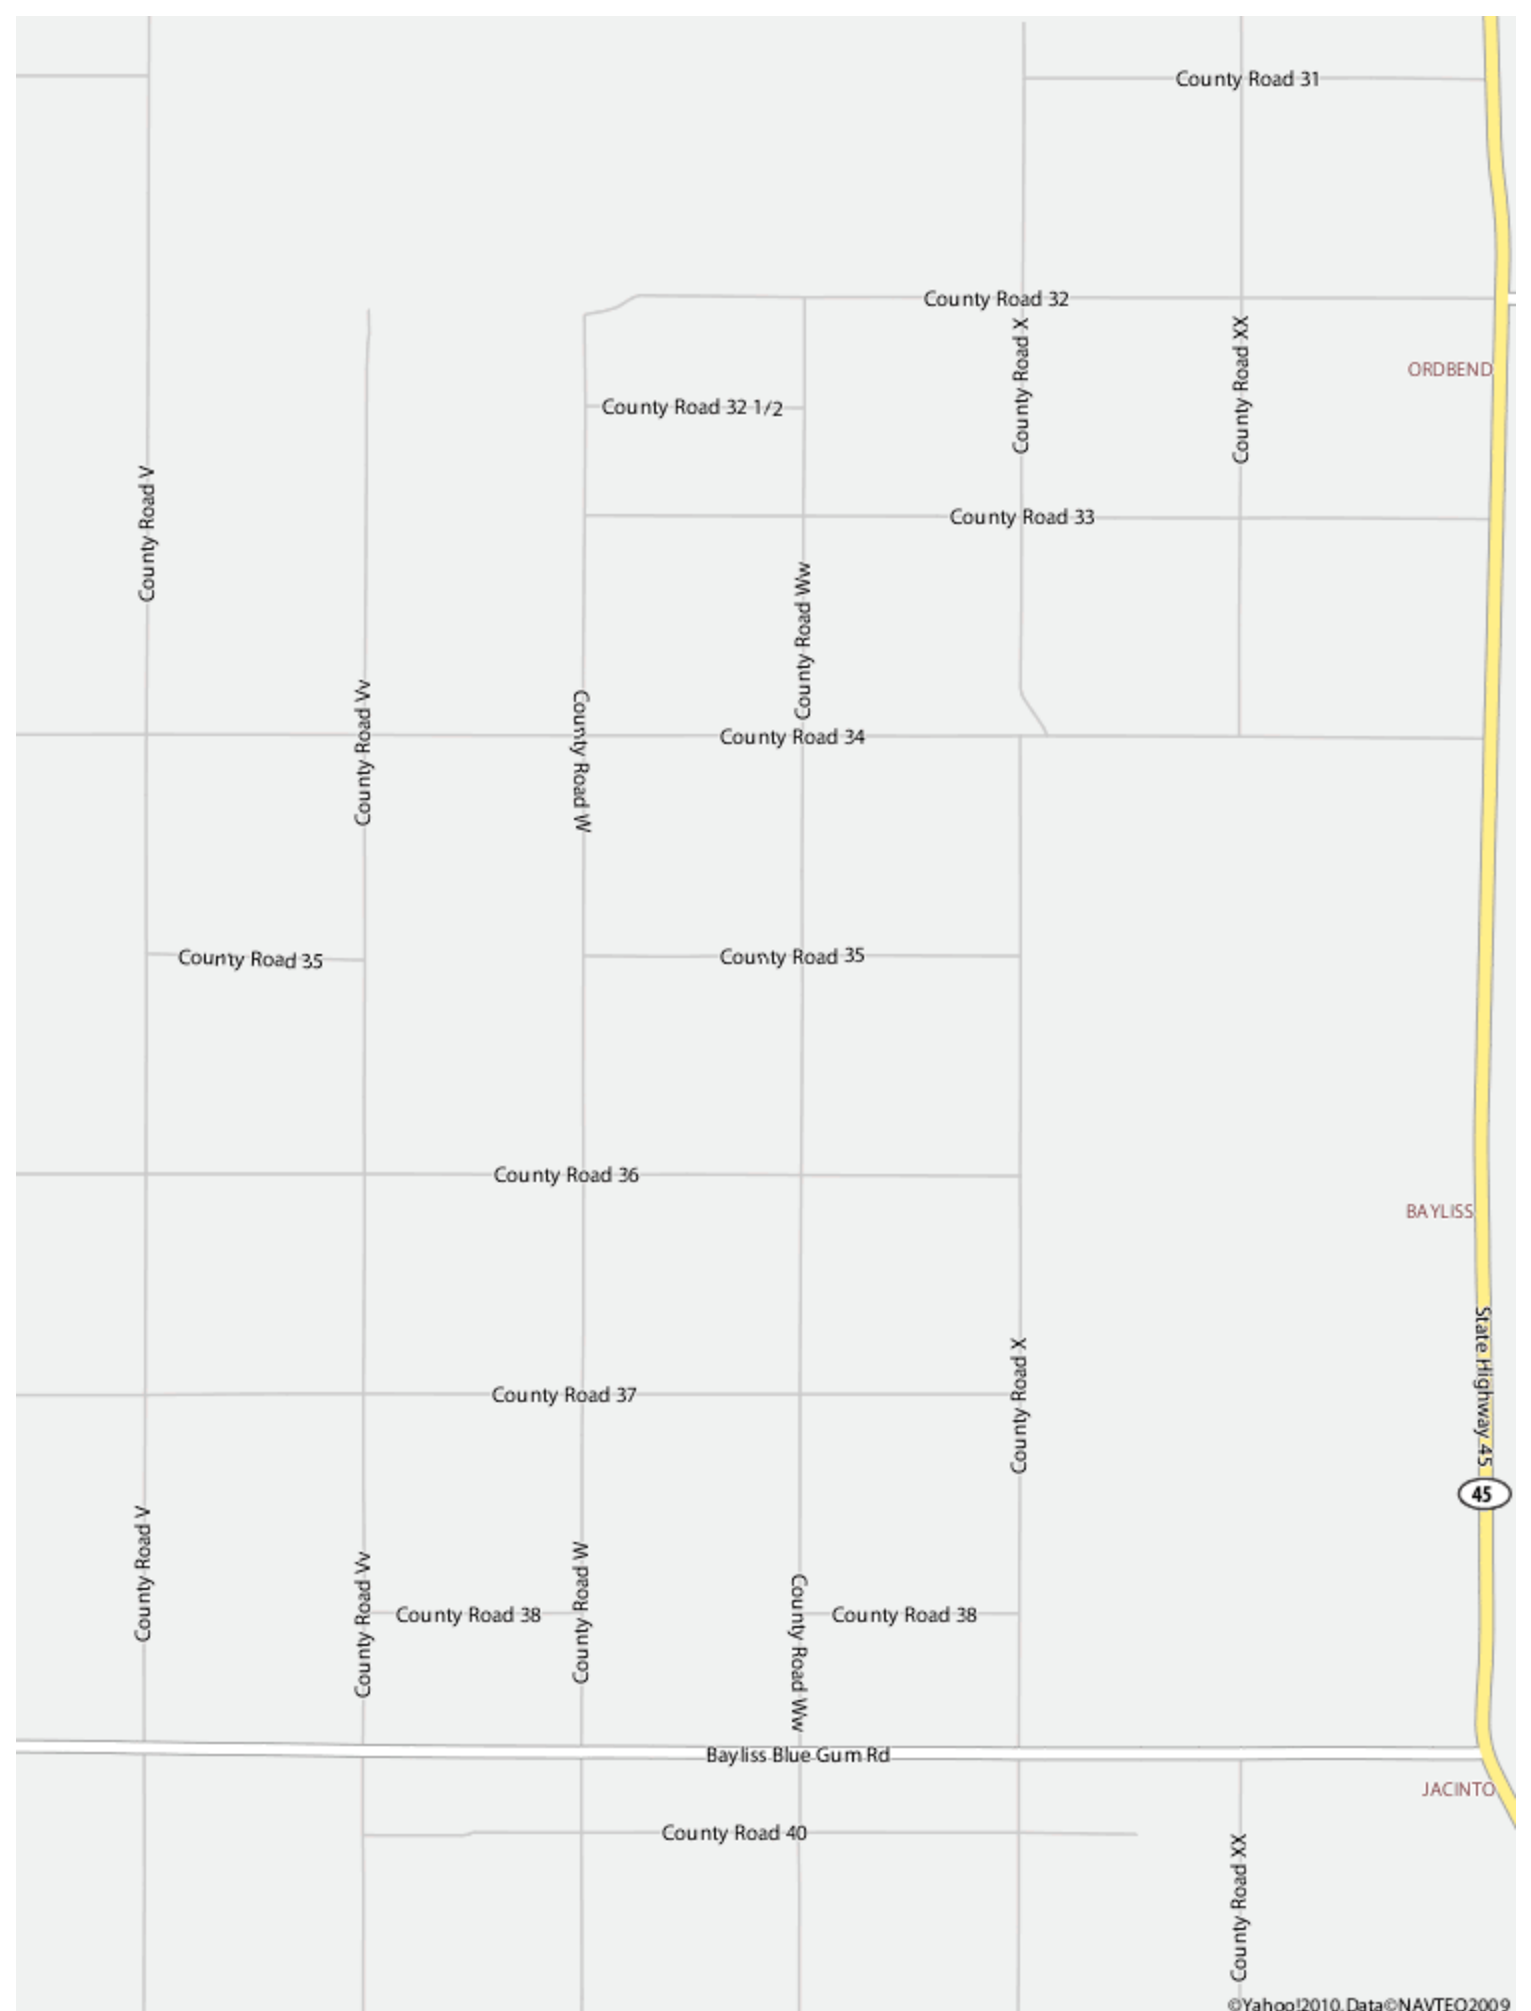 County Road 31
County Road 32
County Road X
County Road XX
ORDBEND
County Road 32 1/2
County Road V
County Road 33
County Road Ww
County Road Vv
County Road W
County Road 34
County Road 35
County Road 35
County Road 36
BAYLISS
State Highway 45
County Road X
County Road 37
45
County Road V
County Road Vv
County Road W
County Road Ww
County Road 38
County Road 38
Bayliss Blue Gum Rd
JACINTO
County Road 40
County Road XX
©Yahoo!2010, Data©NAVTEQ2009